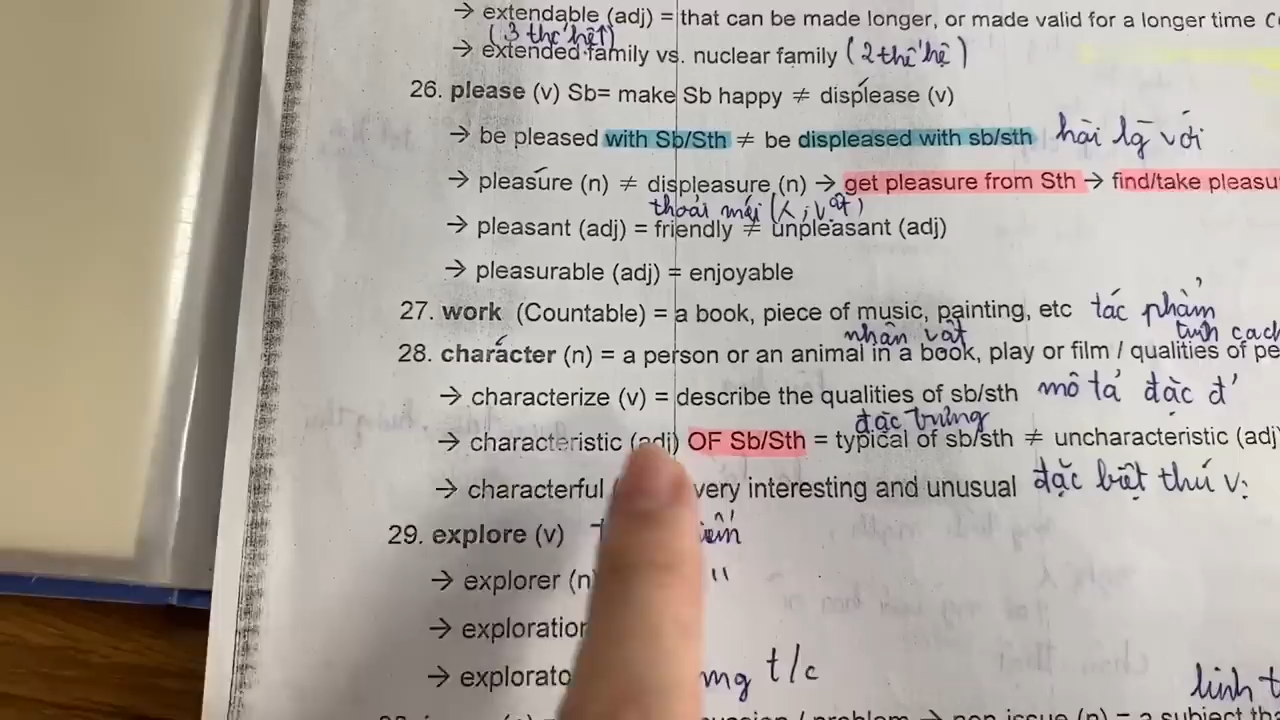 → extendable (adj) = that can be made longer, or made valid for a longer time
(3 thế hệ↑)
→ extended family vs. nuclear family (2 thế hệ)
26. please (v) Sb= make Sb happy ≠ displease (v)
→ be pleased with Sb/Sth ≠ be displeased with sb/sth hài lg với
→ pleasure (n) ≠ displeasure (n) → get pleasure from Sth → find/take pleasu
thoải mái
→ pleasant (adj) = friendly ≠ unpleasant (adj)
→ pleasurable (adj) = enjoyable
27. work (Countable) = a book, piece of music, painting, etc tác phẩm
nhân vật tính cách
28. character (n) = a person or an animal in a book, play or film / qualities of pe
→ characterize (v) = describe the qualities of sb/sth mô tả đặc đ'
đặc trưng
→ characteristic (adj) OF Sb/Sth = typical of sb/sth ≠ uncharacteristic (adj)
→ characterful very interesting and unusual đặc biệt thú vị
29. explore (v)
→ explorer (n) "
→ exploration
→ explorato t/c